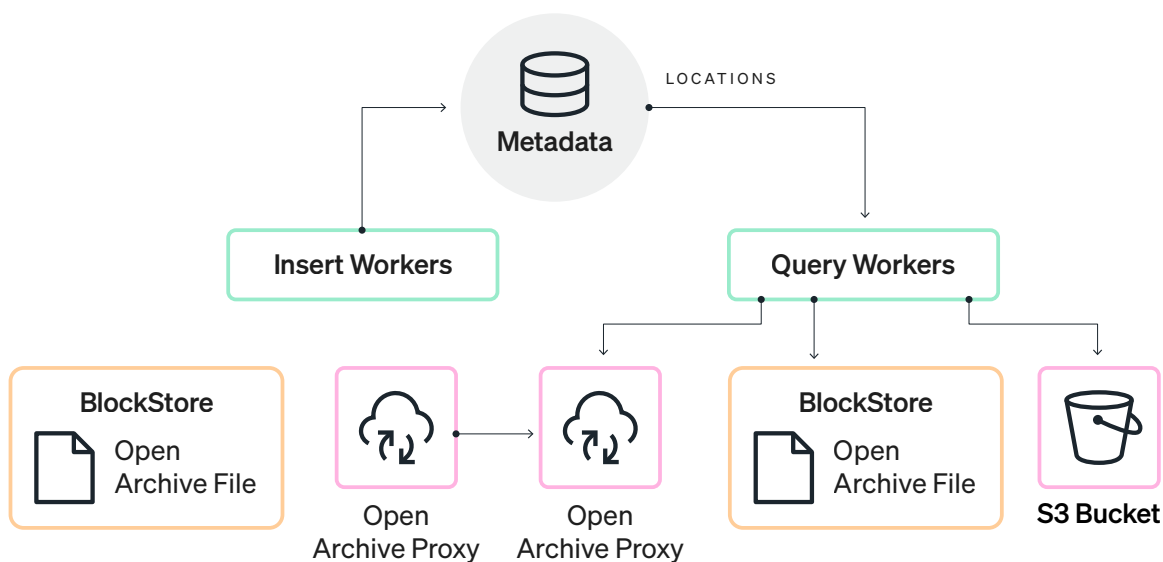 LOCATIONS
Metadata
Insert Workers
Query Workers
BlockStore
Open
Archive File
Open
Archive Proxy
Open
Archive Proxy
BlockStore
Open
Archive File
S3 Bucket